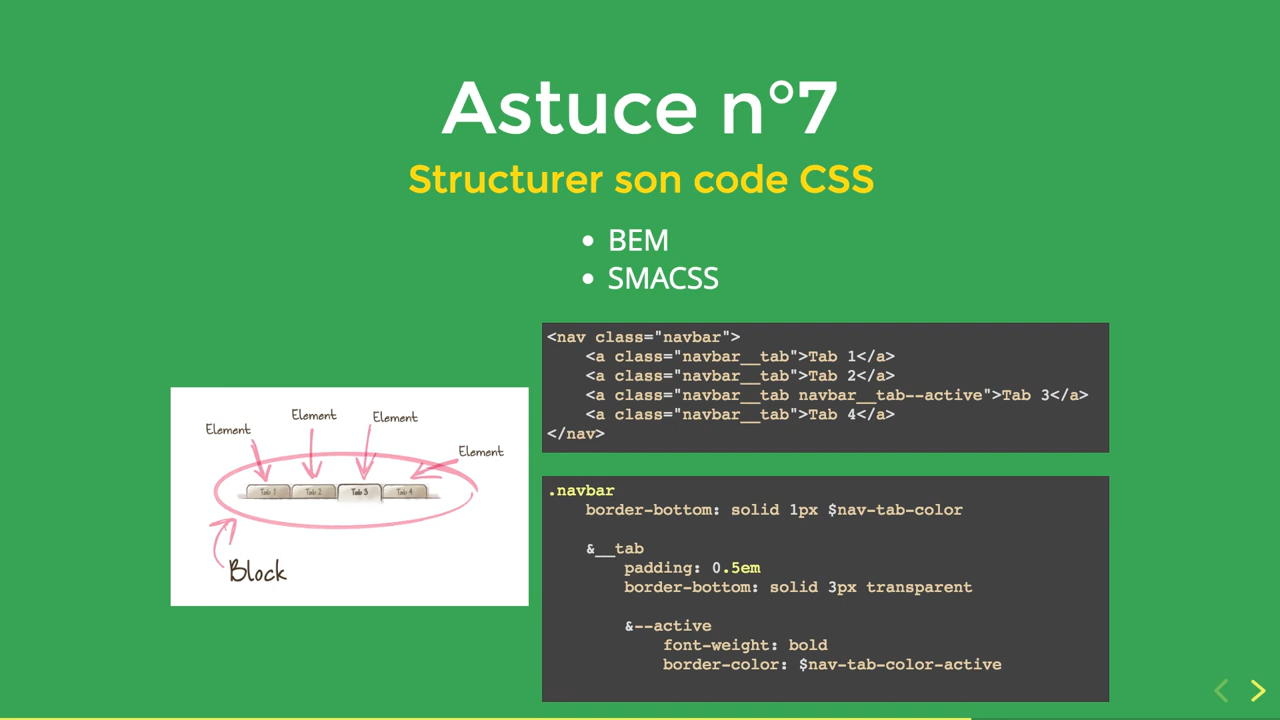 Astuce n°7
Structurer son code CSS
• BEM
• SMACSS
<nav class="navbar">
    <a class="navbar__tab">Tab 1</a>
    <a class="navbar__tab">Tab 2</a>
    <a class="navbar__tab navbar__tab--active">Tab 3</a>
    <a class="navbar__tab">Tab 4</a>
</nav>
Element
Element
Element
Element
Tab 1 Tab 2 Tab 3 Tab 4
Block
.navbar
    border-bottom: solid 1px $nav-tab-color
    &__tab
        padding: 0.5em
        border-bottom: solid 3px transparent
        &--active
            font-weight: bold
            border-color: $nav-tab-color-active